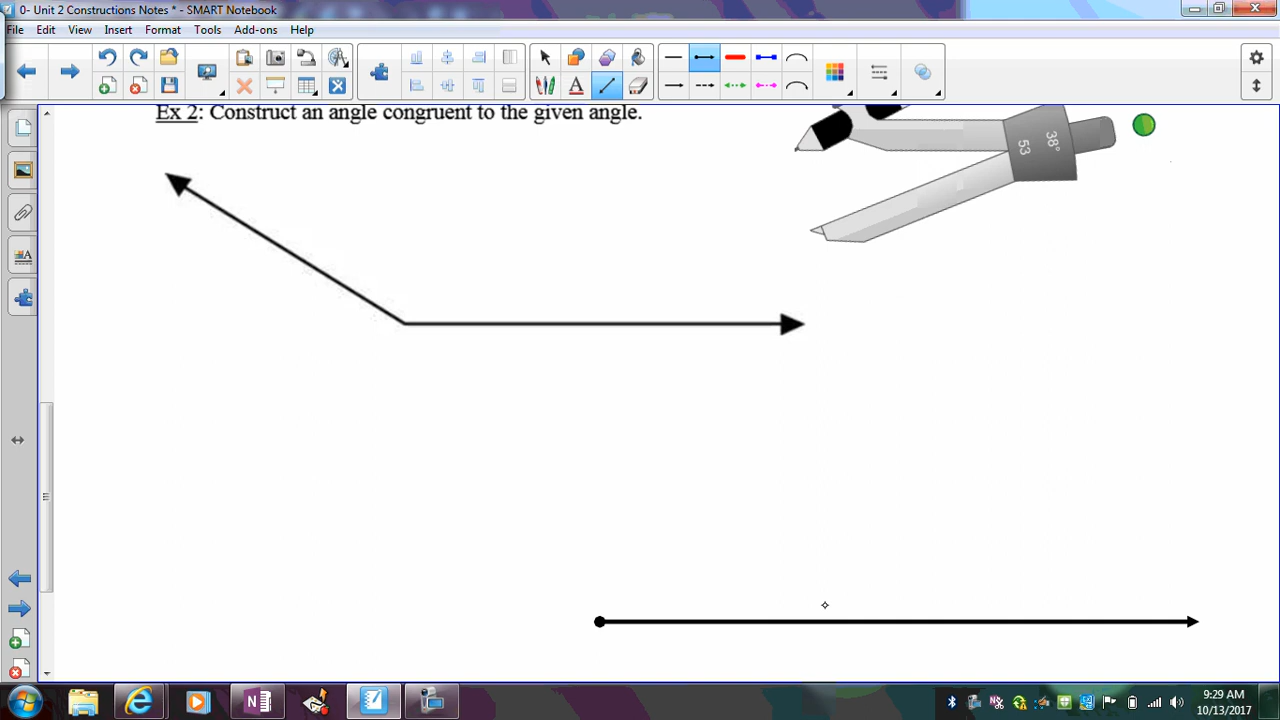 0- Unit 2 Constructions Notes * - SMART Notebook
File Edit View Insert Format Tools Add-ons Help
Ex 2: Construct an angle congruent to the given angle.
53 38°
9:29 AM
10/13/2017